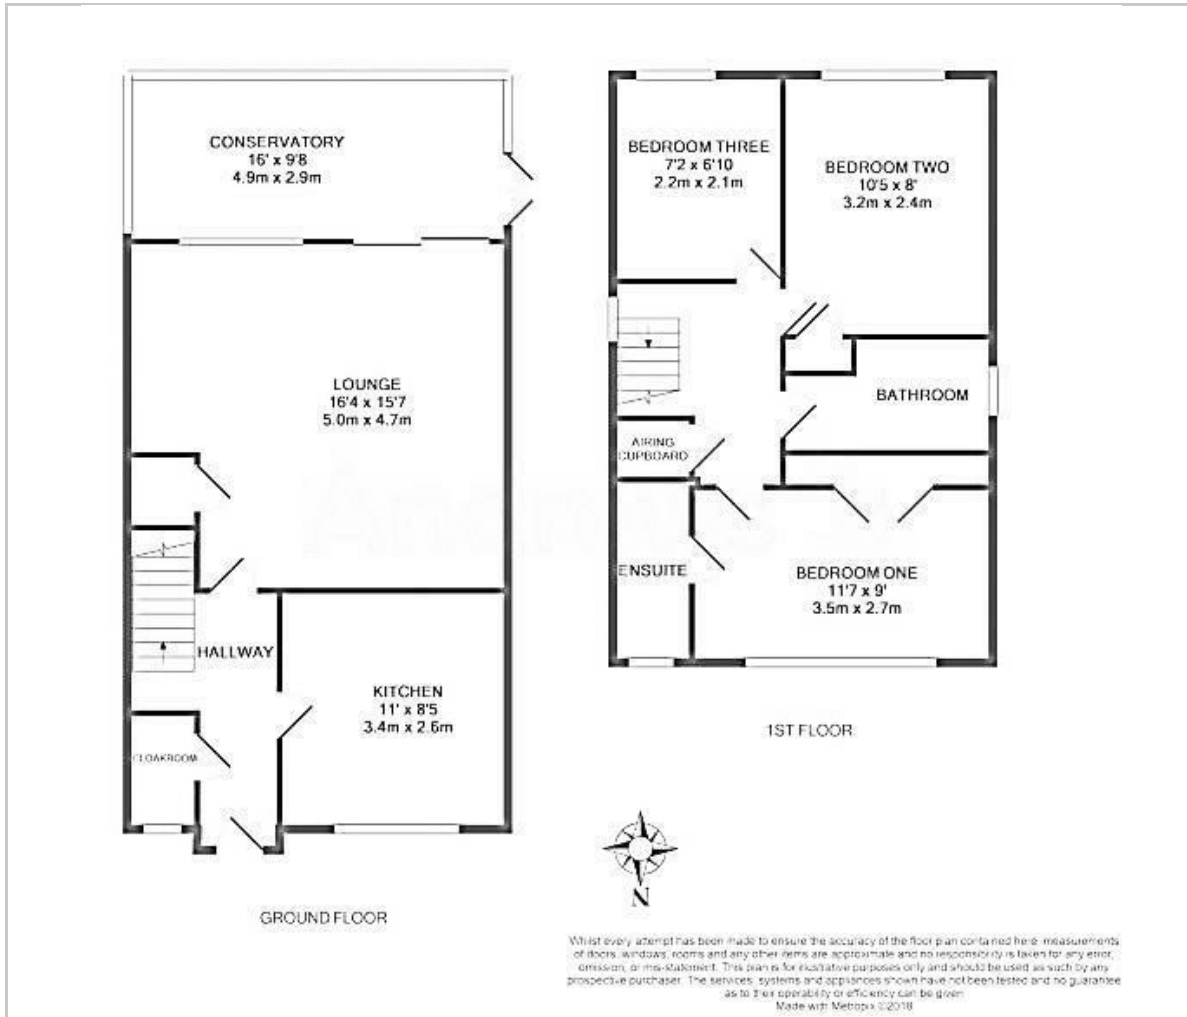 CONSERVATORY
16' x 9'8
4.9m x 2.9m
LOUNGE
16'4 x 15'7
5.0m x 4.7m
HALLWAY
KITCHEN
11' x 8'5
3.4m x 2.6m
CLOAKROOM
GROUND FLOOR
BEDROOM THREE
7'2 x 6'10
2.2m x 2.1m
BEDROOM TWO
10'5 x 8'
3.2m x 2.4m
BATHROOM
AIRING
CUPBOARD
ENSUITE
BEDROOM ONE
11'7 x 9'
3.5m x 2.7m
1ST FLOOR
N
Whilst every attempt has been made to ensure the accuracy of the floor plan contained here, measurements
of doors, windows, rooms and any other items are approximate and no responsibility is taken for any error,
omission, or mis-statement. This plan is for illustrative purposes only and should be used as such by any
prospective purchaser. The services, systems and appliances shown have not been tested and no guarantee
as to their operability or efficiency can be given
Made with Metropix ©2018